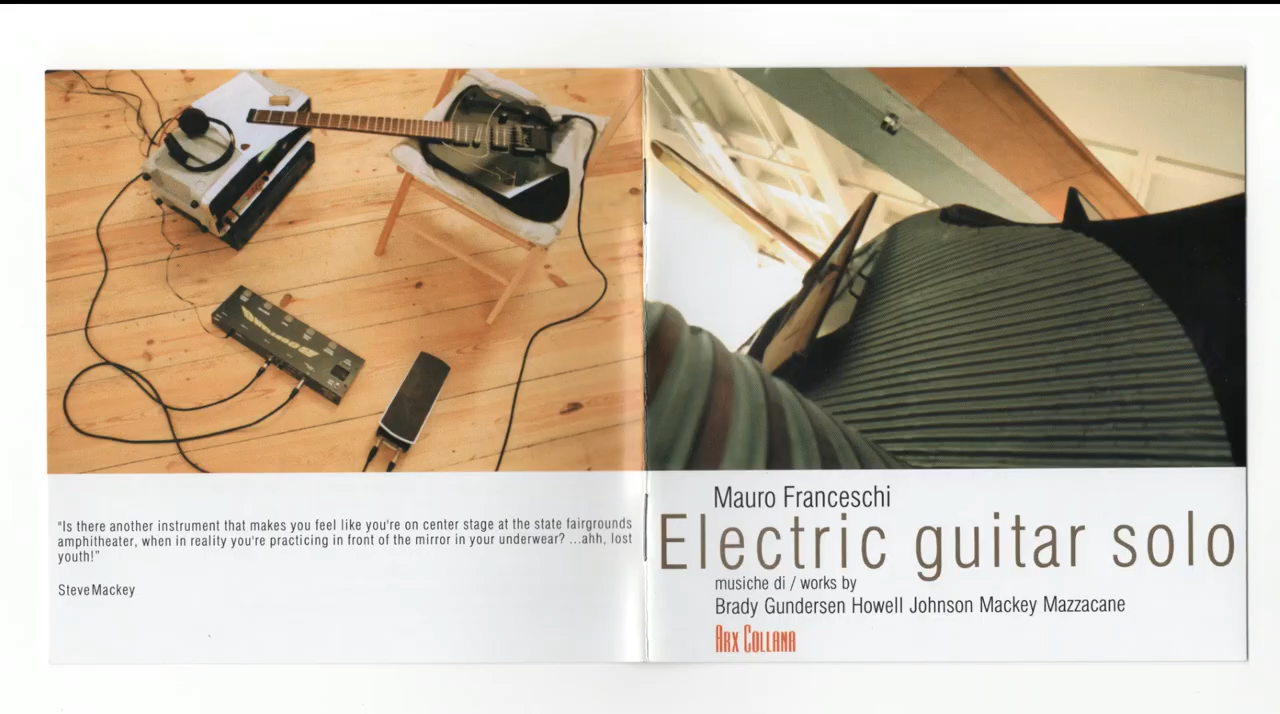 "Is there another instrument that makes you feel like you're on center stage at the state fairgrounds
amphitheater, when in reality you're practicing in front of the mirror in your underwear? ...ahh, lost
youth!"
Steve Mackey
Mauro Franceschi
Electric guitar solo
musiche di / works by
Brady Gundersen Howell Johnson Mackey Mazzacane
ARX COLLANA